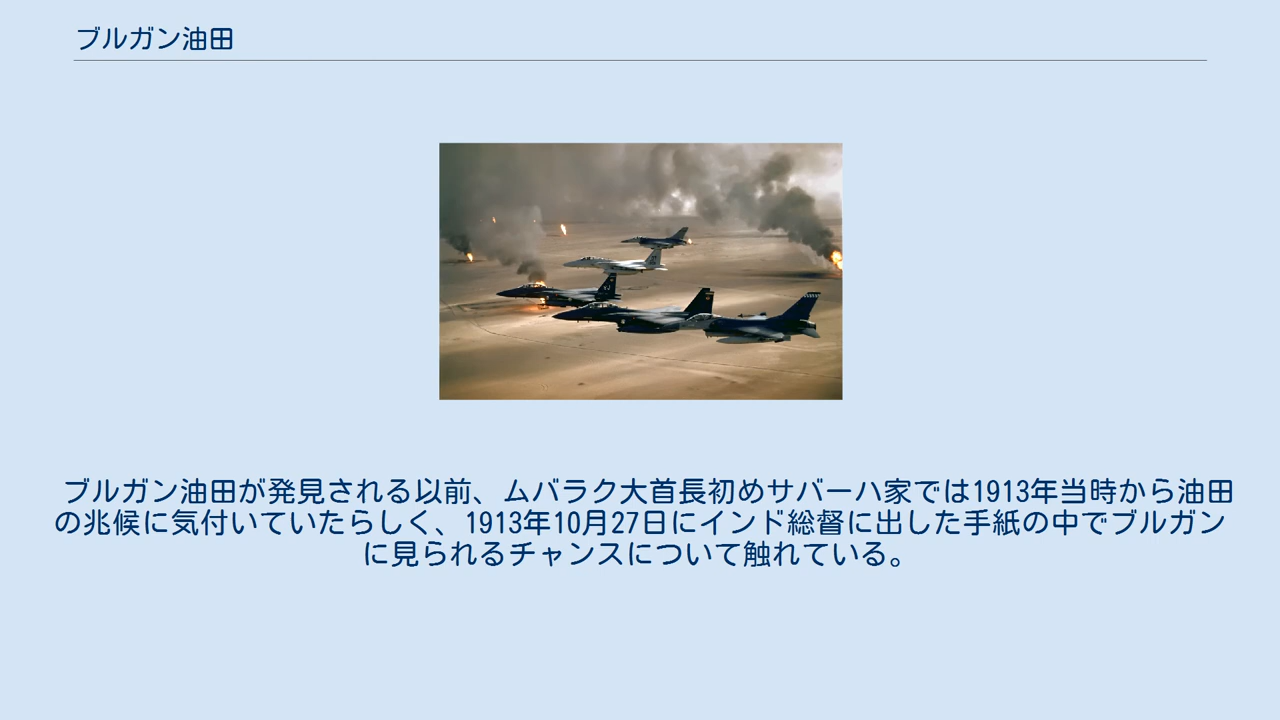 ブルガン油田
ブルガン油田が発見される以前、ムバラク大首長初めサバーハ家では1913年当時から油田
の兆候に気付いていたらしく、1913年10月27日にインド総督に出した手紙の中でブルガン
に見られるチャンスについて触れている。